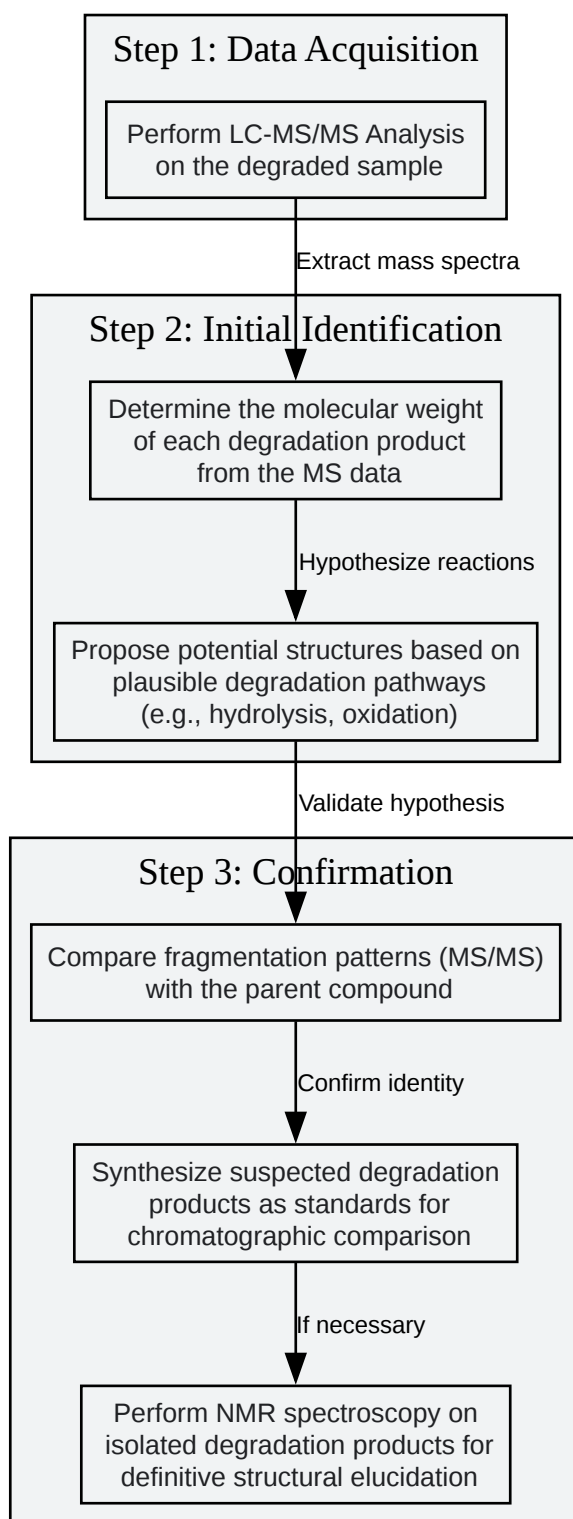 Step 1: Data Acquisition
Perform LC-MS/MS Analysis
on the degraded sample
Extract mass spectra
Step 2: Initial Identification
Determine the molecular weight
of each degradation product
from the MS data
Hypothesize reactions
Propose potential structures based on
plausible degradation pathways
(e.g., hydrolysis, oxidation)
Validate hypothesis
Step 3: Confirmation
Compare fragmentation patterns (MS/MS)
with the parent compound
Confirm identity
Synthesize suspected degradation
products as standards for
chromatographic comparison
If necessary
Perform NMR spectroscopy on
isolated degradation products for
definitive structural elucidation